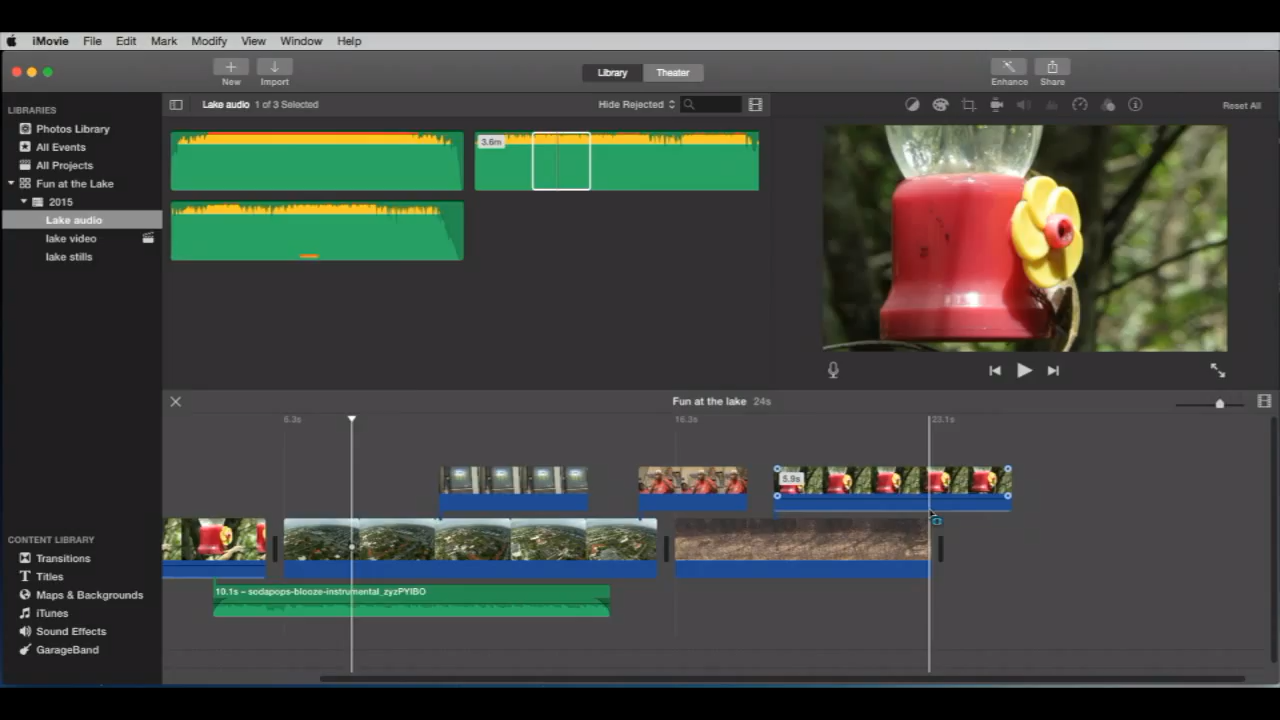 iMovie File Edit Mark Modify View Window Help
New Import Library Theater Enhance Share
LIBRARIES
Lake audio 1 of 3 Selected Hide Rejected Reset All
Photos Library
All Events
All Projects
Fun at the Lake
2015
Lake audio
lake video
lake stills
3.6m
Fun at the lake 24s
6.3s 16.3s 23.1s
5.9s
10.1s – sodapops-blooze-instrumental_zyzPYIBO
CONTENT LIBRARY
Transitions
T Titles
Maps & Backgrounds
iTunes
Sound Effects
GarageBand